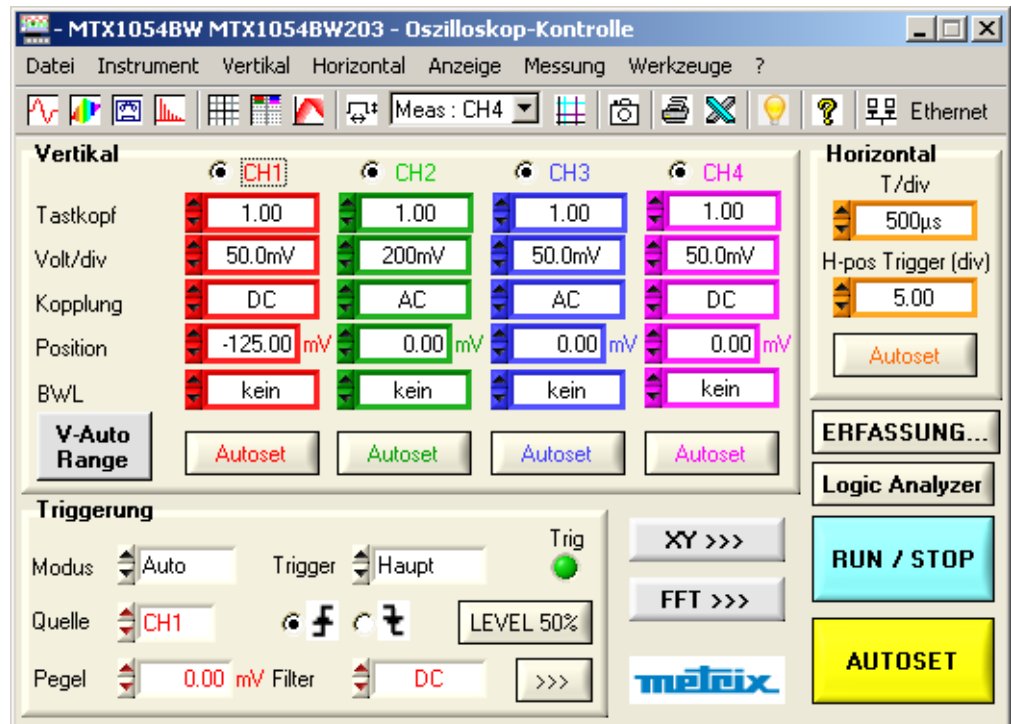 - MTX1054BW MTX1054BW203 - Oszilloskop-Kontrolle
Datei Instrument Vertikal Horizontal Anzeige Messung Werkzeuge ?
Meas : CH4 Ethernet
Vertikal
CH1 CH2 CH3 CH4
Tastkopf 1.00 1.00 1.00 1.00
Volt/div 50.0mV 200mV 50.0mV 50.0mV
Kopplung DC AC AC DC
Position -125.00 mV 0.00 mV 0.00 mV 0.00 mV
BWL kein kein kein kein
V-Auto
Range
Autoset Autoset Autoset Autoset
Horizontal
T/div
500µs
H-pos Trigger (div)
5.00
Autoset
ERFASSUNG...
Logic Analyzer
RUN / STOP
AUTOSET
Triggerung
Modus Auto Trigger Haupt Trig
Quelle CH1 LEVEL 50%
Pegel 0.00 mV Filter DC >>>
XY >>>
FFT >>>
metrix